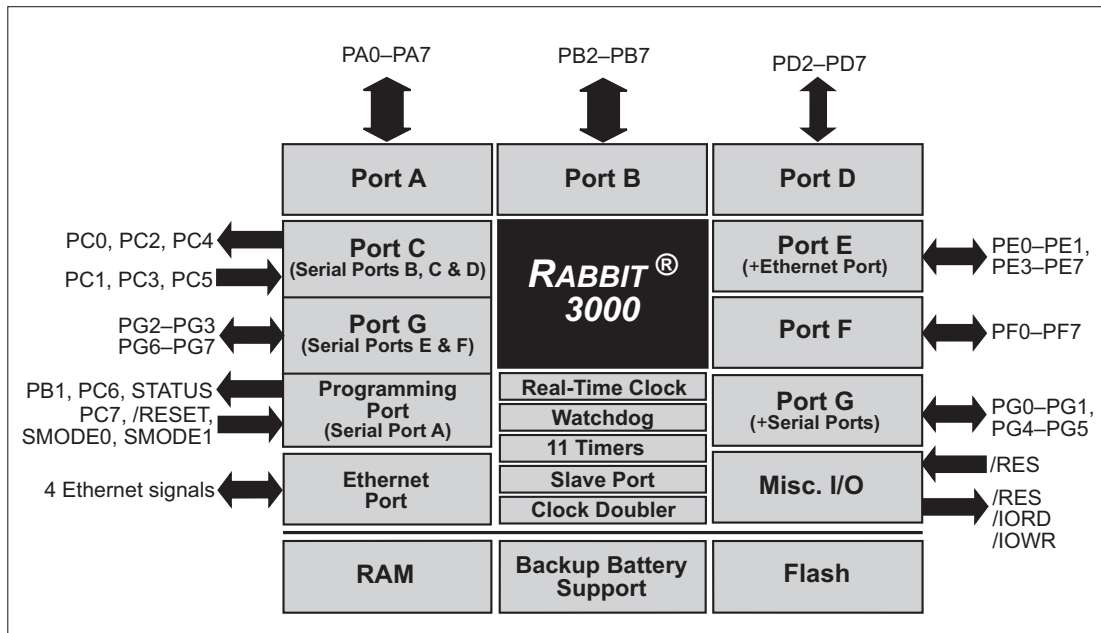 PA0–PA7
PB2–PB7
PD2–PD7
Port A
Port B
Port D
PC0, PC2, PC4
PC1, PC3, PC5
Port C
(Serial Ports B, C & D)
RABBIT ®
3000
Port E
(+Ethernet Port)
PE0–PE1,
PE3–PE7
PG2–PG3
PG6–PG7
Port G
(Serial Ports E & F)
Port F
PF0–PF7
PB1, PC6, STATUS
PC7, /RESET,
SMODE0, SMODE1
Programming
Port
(Serial Port A)
Real-Time Clock
Watchdog
11 Timers
Slave Port
Clock Doubler
Port G
(+Serial Ports)
PG0–PG1,
PG4–PG5
4 Ethernet signals
Ethernet
Port
Misc. I/O
/RES
/RES
/IORD
/IOWR
RAM
Backup Battery
Support
Flash